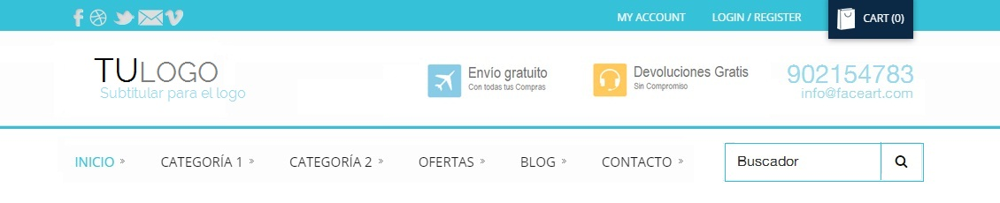 MY ACCOUNT LOGIN / REGISTER CART (0)
TULOGO
Subtitular para el logo
Envío gratuito
Con todas tus Compras
Devoluciones Gratis
Sin Compromiso
902154783
info@faceart.com
INICIO CATEGORÍA 1 CATEGORÍA 2 OFERTAS BLOG CONTACTO Buscador